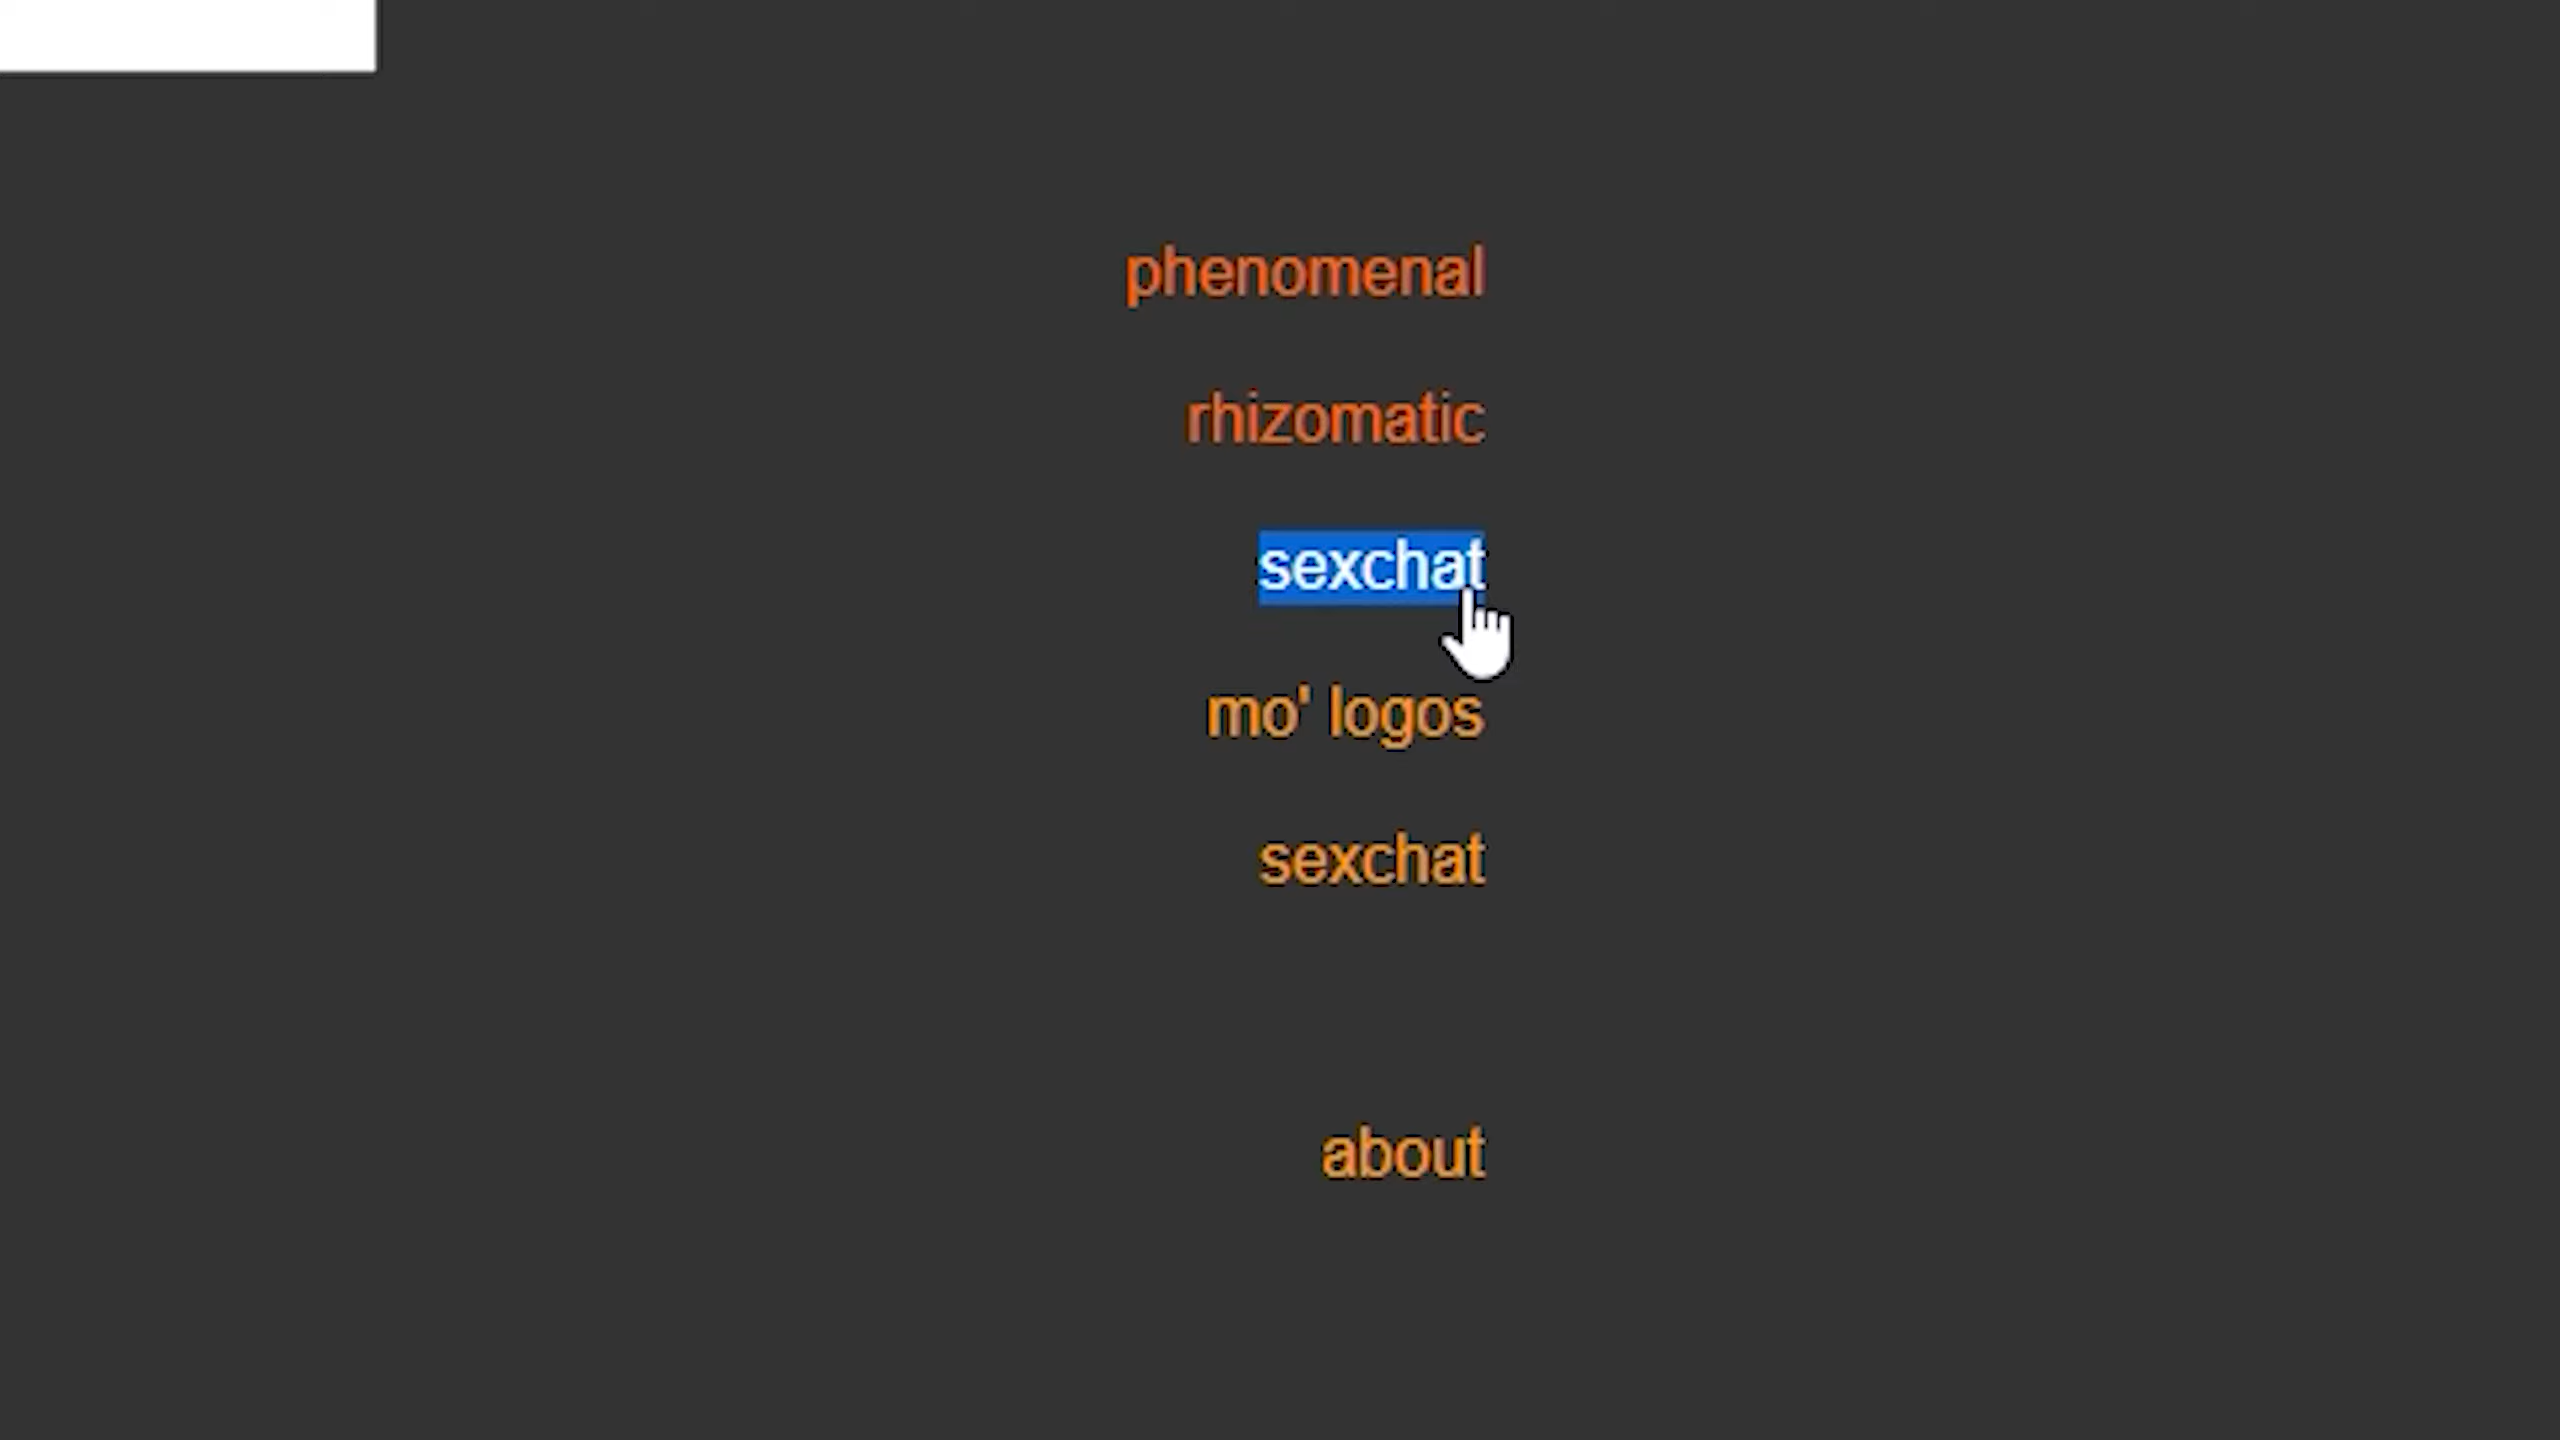 phenomenal
rhizomatic
sexchat
mo' logos
sexchat
about